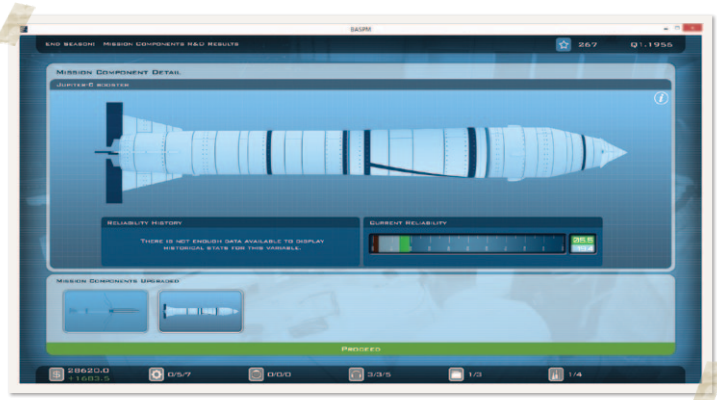 BASPM
END SEASON: MISSION COMPONENTS R&D RESULTS
267
Q1.1956
MISSION COMPONENT DETAIL
JUPITER-C BOOSTER
RELIABILITY HISTORY
THERE IS NOT ENOUGH DATA AVAILABLE TO DISPLAY
HISTORICAL STATS FOR THIS VARIABLE.
CURRENT RELIABILITY
MISSION COMPONENTS UPGRADED
PROCEED
28620.0
+1683.5
0/5/7
0/0/0
3/3/5
1/3
1/4